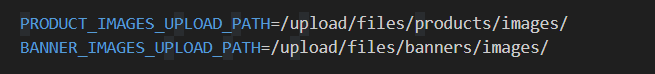 PRODUCT_IMAGES_UPLOAD_PATH=/upload/files/products/images/
BANNER_IMAGES_UPLOAD_PATH=/upload/files/banners/images/